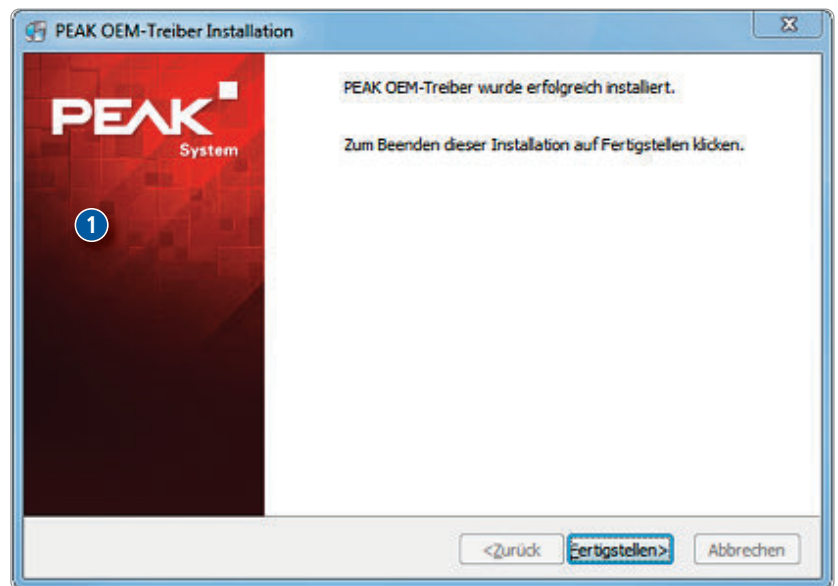 PEAK OEM-Treiber Installation
PEAK
System
1
PEAK OEM-Treiber wurde erfolgreich installiert.
Zum Beenden dieser Installation auf Fertigstellen klicken.
<Zurück Fertigstellen> Abbrechen